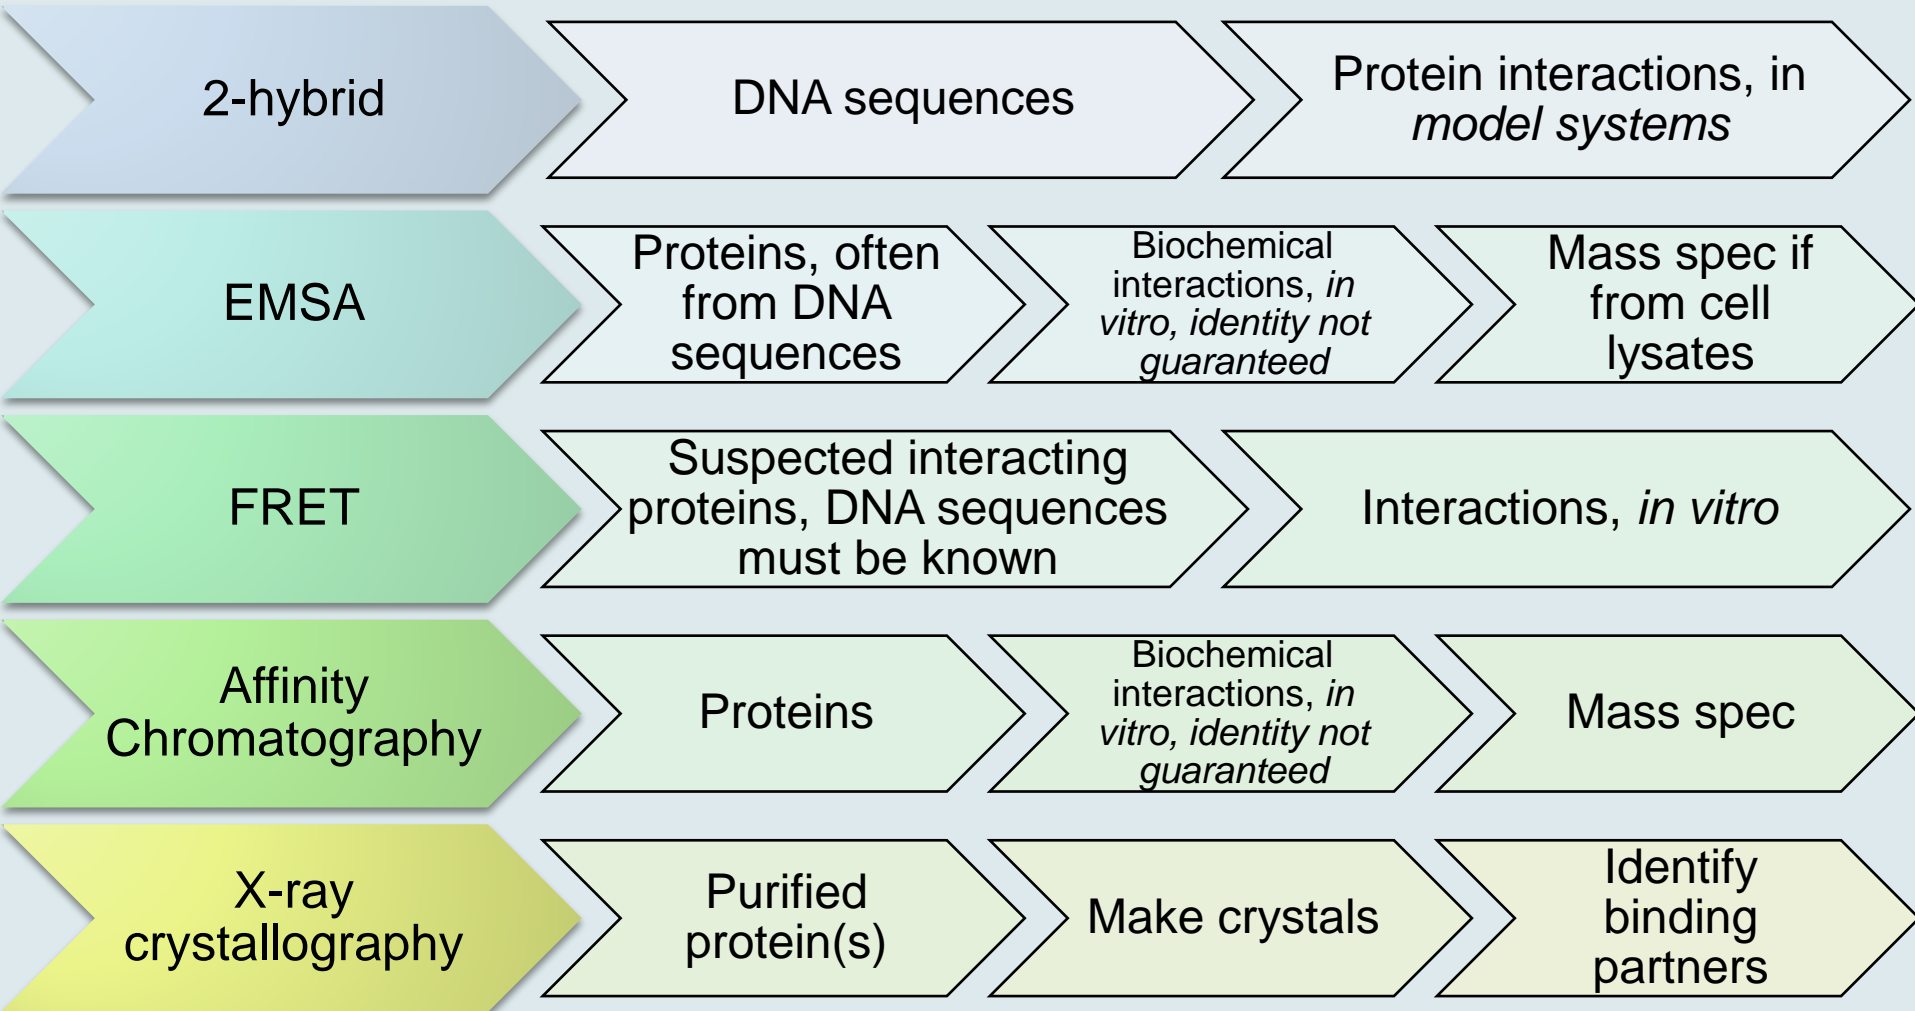 2-hybrid
DNA sequences
Protein interactions, in
model systems
EMSA
Proteins, often
from DNA
sequences
Biochemical
interactions, in
vitro, identity not
guaranteed
Mass spec if
from cell
lysates
FRET
Suspected interacting
proteins, DNA sequences
must be known
Interactions, in vitro
Affinity
Chromatography
Proteins
Biochemical
interactions, in
vitro, identity not
guaranteed
Mass spec
X-ray
crystallography
Purified
protein(s)
Make crystals
Identify
binding
partners